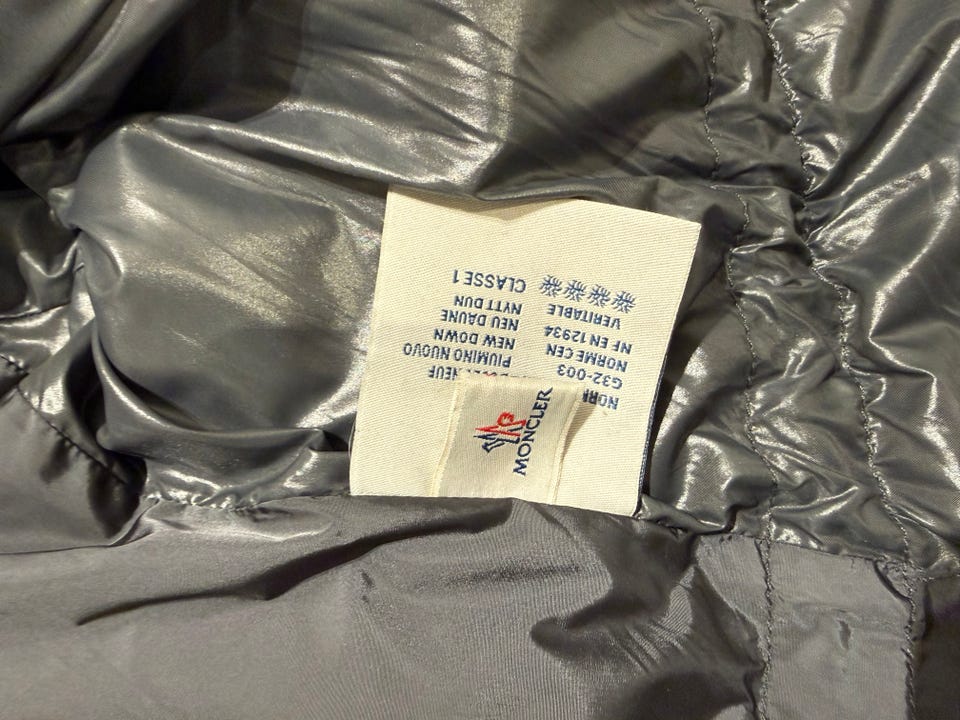 G32-003
NORME CEN
NF EN 12934
VERITABLE
NEUF
PIUMINO NUOVO
NEW DOWN
NEU DAUNE
NYTT DUN
CLASSE 1
MONCLER